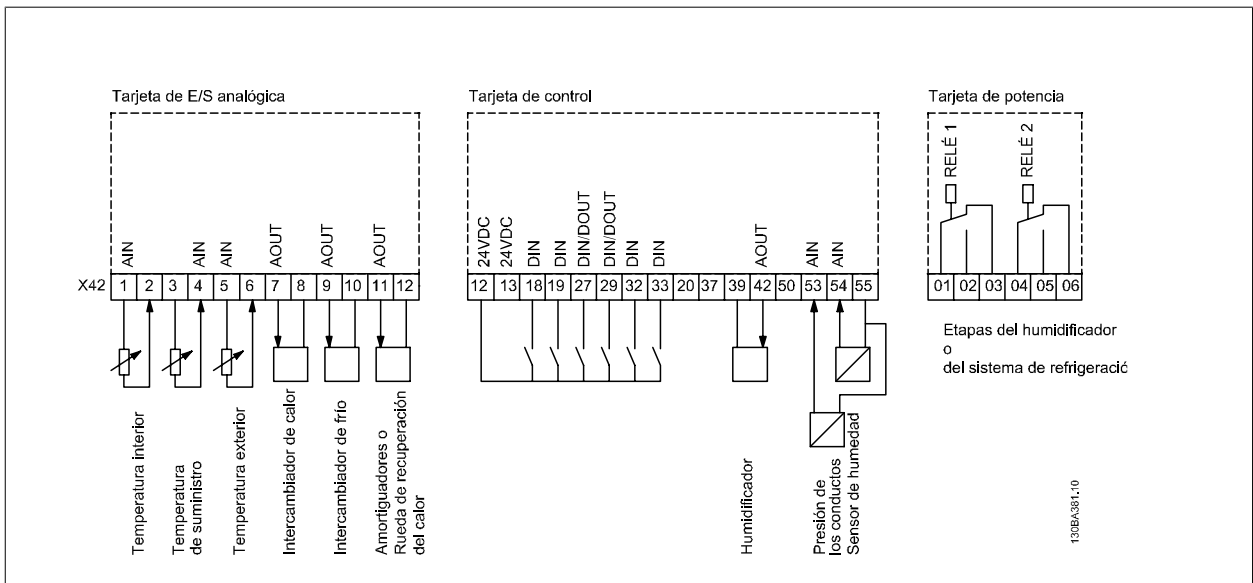 Tarjeta de E/S analógica
AIN
AIN
AIN
AOUT
AOUT
AOUT
X42 1 2 3 4 5 6 7 8 9 10 11 12
Temperatura interior
Temperatura
de suministro
Temperatura exterior
Intercambiador de calor
Intercambiador de frío
Amortiguadores o
Rueda de recuperación
del calor
Tarjeta de control
24VDC
24VDC
DIN
DIN
DIN/DOUT
DIN/DOUT
DIN
DIN
AOUT
AIN
AIN
12 13 18 19 27 29 32 33 20 37 39 42 50 53 54 55
Humidificador
Presión de
los conductos
Sensor de humedad
Tarjeta de potencia
RELÉ 1
RELÉ 2
01 02 03 04 05 06
Etapas del humidificador
o
del sistema de refrigeració
130BA381.10